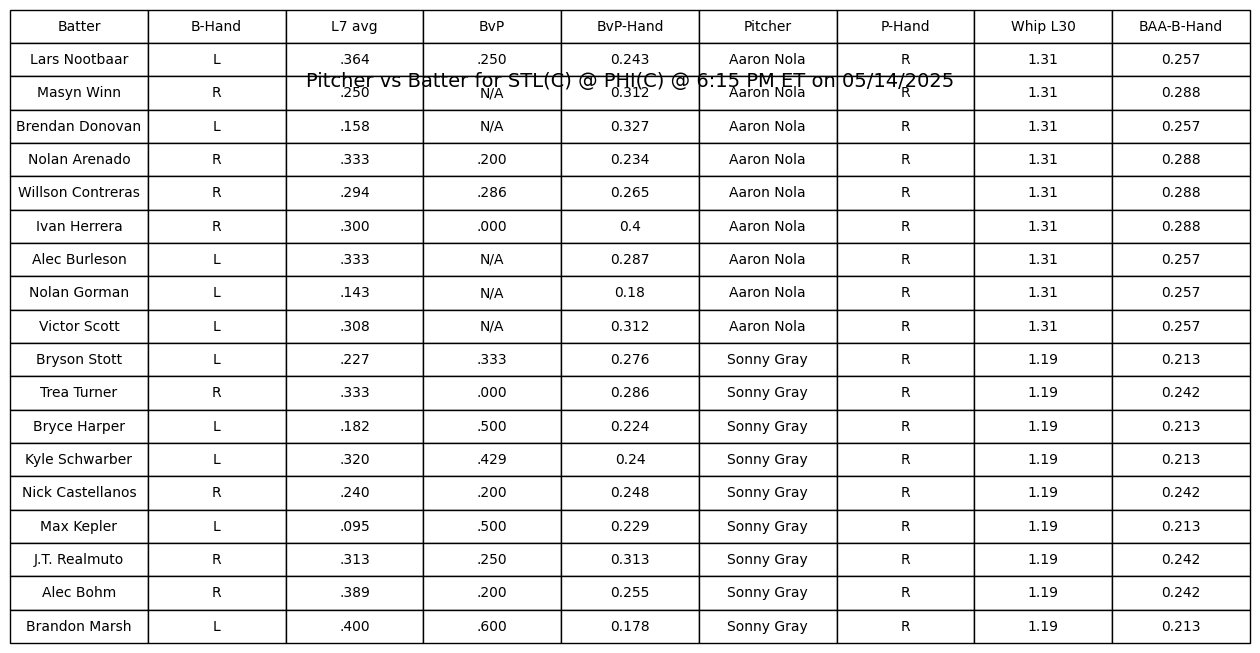 Batter B-Hand L7 avg BvP BvP-Hand Pitcher P-Hand Whip L30 BAA-B-Hand
Lars Nootbaar L .364 .250 0.243 Aaron Nola R 1.31 0.257
Pitcher vs Batter for STL(C) @ PHI(C) @ 6:15 PM ET on 05/14/2025
Masyn Winn R .250 N/A 0.312 Aaron Nola R 1.31 0.288
Brendan Donovan L .158 N/A 0.327 Aaron Nola R 1.31 0.257
Nolan Arenado R .333 .200 0.234 Aaron Nola R 1.31 0.288
Willson Contreras R .294 .286 0.265 Aaron Nola R 1.31 0.288
Ivan Herrera R .300 .000 0.4 Aaron Nola R 1.31 0.288
Alec Burleson L .333 N/A 0.287 Aaron Nola R 1.31 0.257
Nolan Gorman L .143 N/A 0.18 Aaron Nola R 1.31 0.257
Victor Scott L .308 N/A 0.312 Aaron Nola R 1.31 0.257
Bryson Stott L .227 .333 0.276 Sonny Gray R 1.19 0.213
Trea Turner R .333 .000 0.286 Sonny Gray R 1.19 0.242
Bryce Harper L .182 .500 0.224 Sonny Gray R 1.19 0.213
Kyle Schwarber L .320 .429 0.24 Sonny Gray R 1.19 0.213
Nick Castellanos R .240 .200 0.248 Sonny Gray R 1.19 0.242
Max Kepler L .095 .500 0.229 Sonny Gray R 1.19 0.213
J.T. Realmuto R .313 .250 0.313 Sonny Gray R 1.19 0.242
Alec Bohm R .389 .200 0.255 Sonny Gray R 1.19 0.242
Brandon Marsh L .400 .600 0.178 Sonny Gray R 1.19 0.213